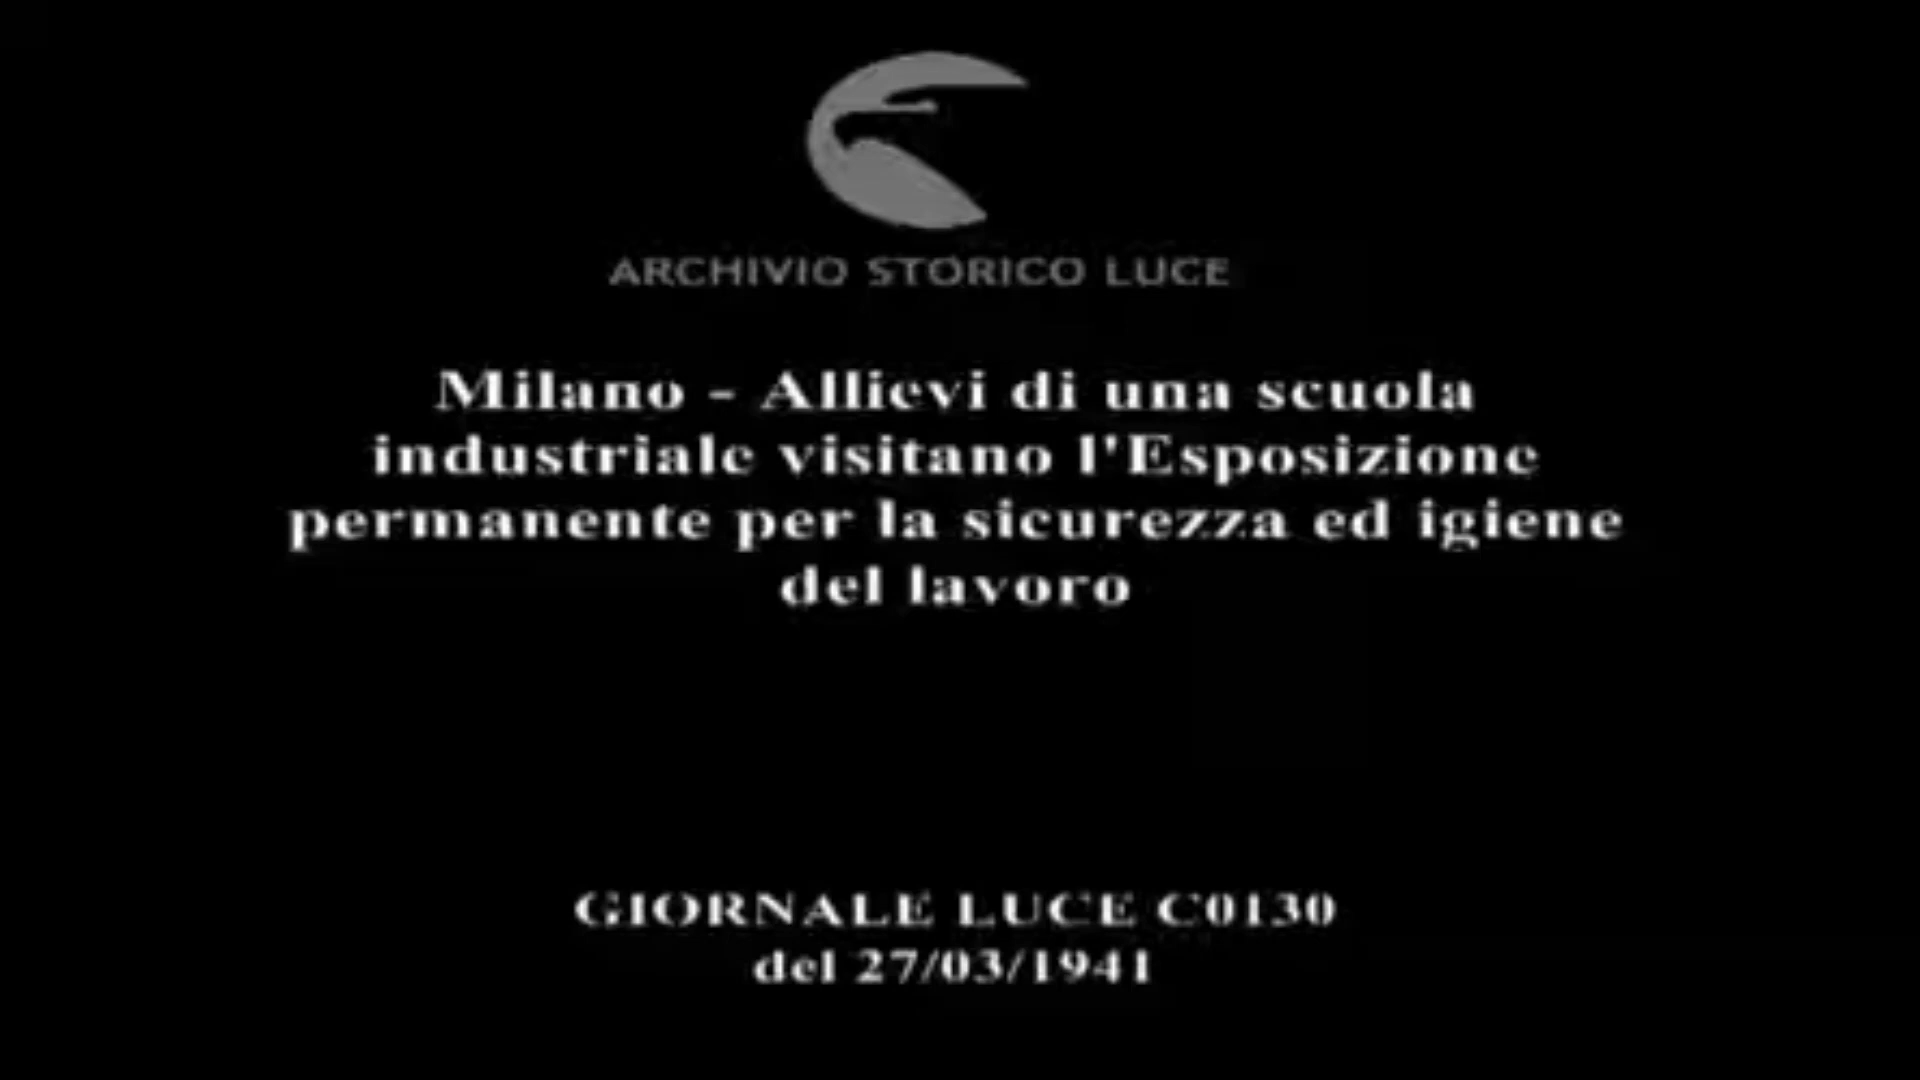 ARCHIVIO STORICO LUCE
Milano - Allievi di una scuola
industriale visitano l'Esposizione
permanente per la sicurezza ed igiene
del lavoro
GIORNALE LUCE C0130
del 27/03/1941